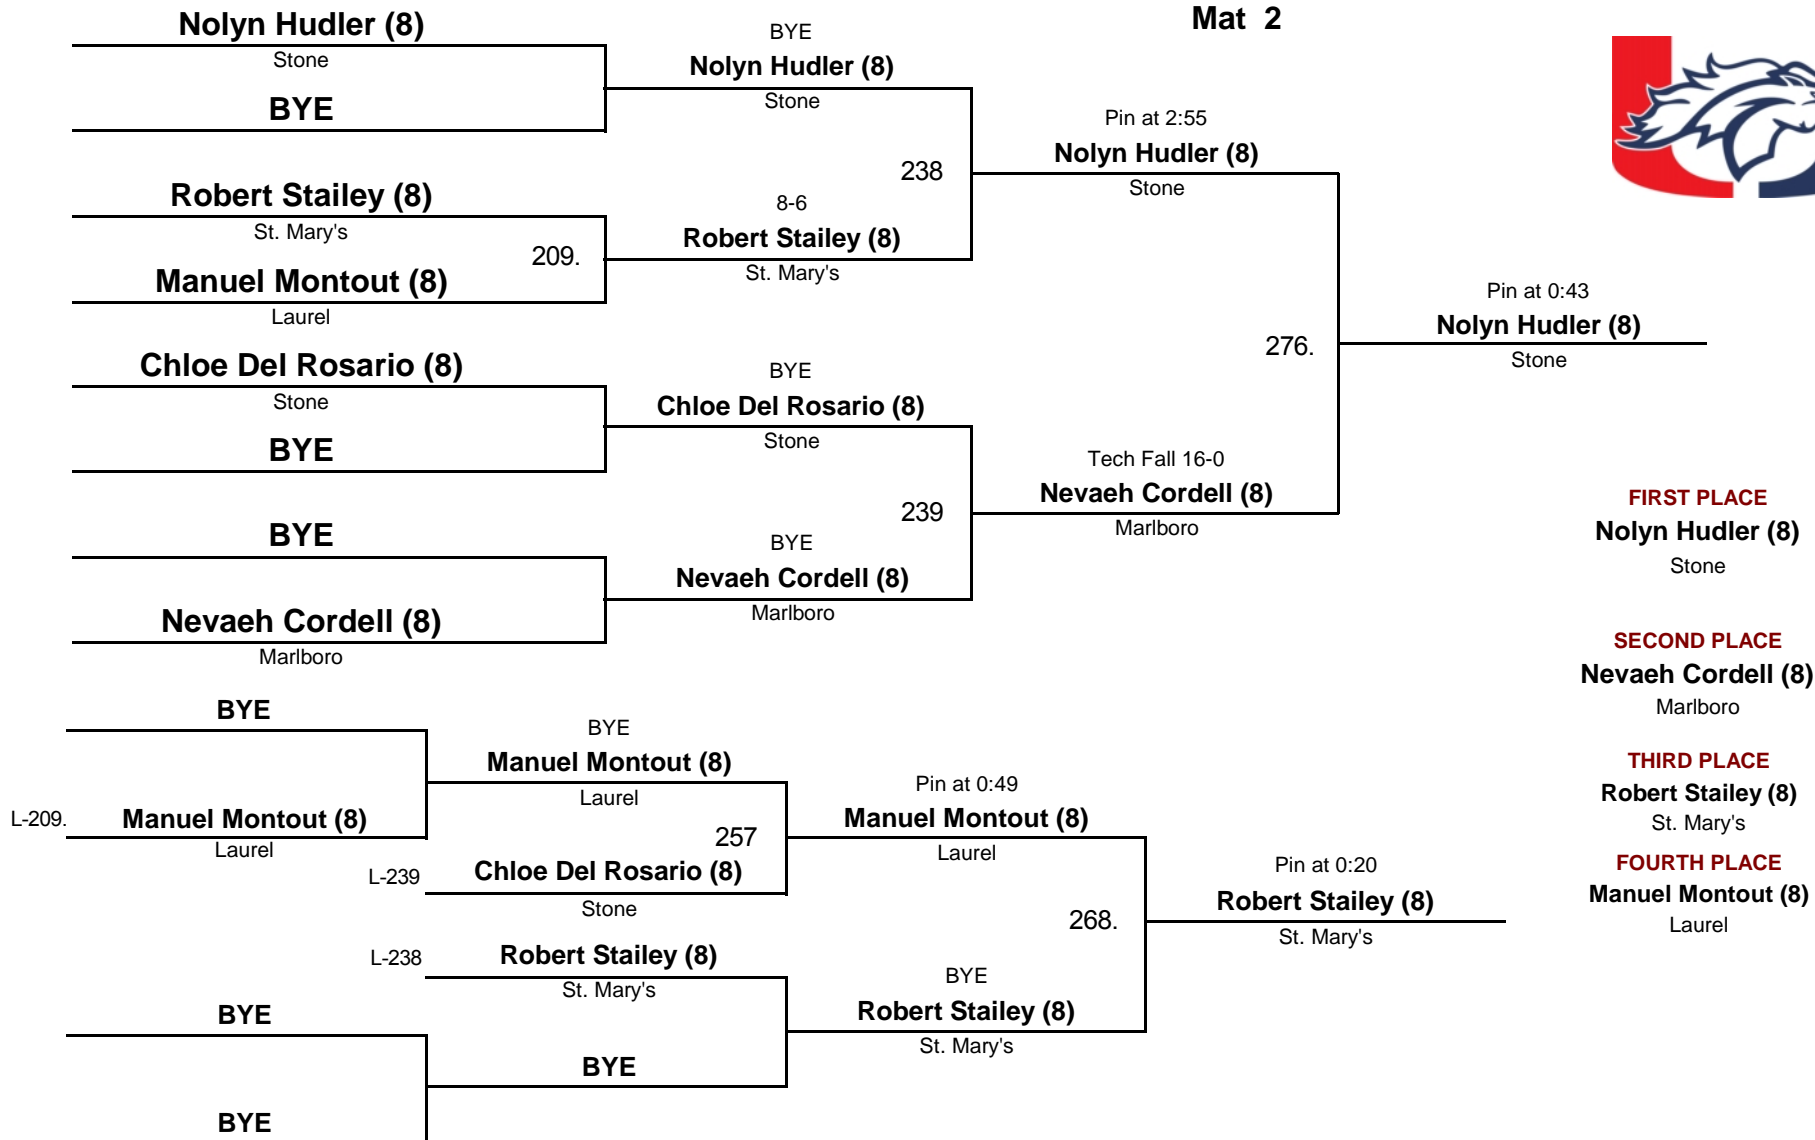 Mat 2
Nolyn Hudler (8)
Stone
BYE
Robert Stailey (8)
St. Mary's
209.
Manuel Montout (8)
Laurel
Chloe Del Rosario (8)
Stone
BYE
BYE
Nevaeh Cordell (8)
Marlboro
BYE
Nolyn Hudler (8)
Stone
238
8-6
Robert Stailey (8)
St. Mary's
BYE
Chloe Del Rosario (8)
Stone
239
BYE
Nevaeh Cordell (8)
Marlboro
Pin at 2:55
Nolyn Hudler (8)
Stone
276.
Tech Fall 16-0
Nevaeh Cordell (8)
Marlboro
Pin at 0:43
Nolyn Hudler (8)
Stone
FIRST PLACE
Nolyn Hudler (8)
Stone
SECOND PLACE
Nevaeh Cordell (8)
Marlboro
THIRD PLACE
Robert Stailey (8)
St. Mary's
FOURTH PLACE
Manuel Montout (8)
Laurel
BYE
L-209.
Manuel Montout (8)
Laurel
BYE
BYE
BYE
Manuel Montout (8)
Laurel
257
L-239
Chloe Del Rosario (8)
Stone
L-238
Robert Stailey (8)
St. Mary's
BYE
Pin at 0:49
Manuel Montout (8)
Laurel
268.
BYE
Robert Stailey (8)
St. Mary's
Pin at 0:20
Robert Stailey (8)
St. Mary's